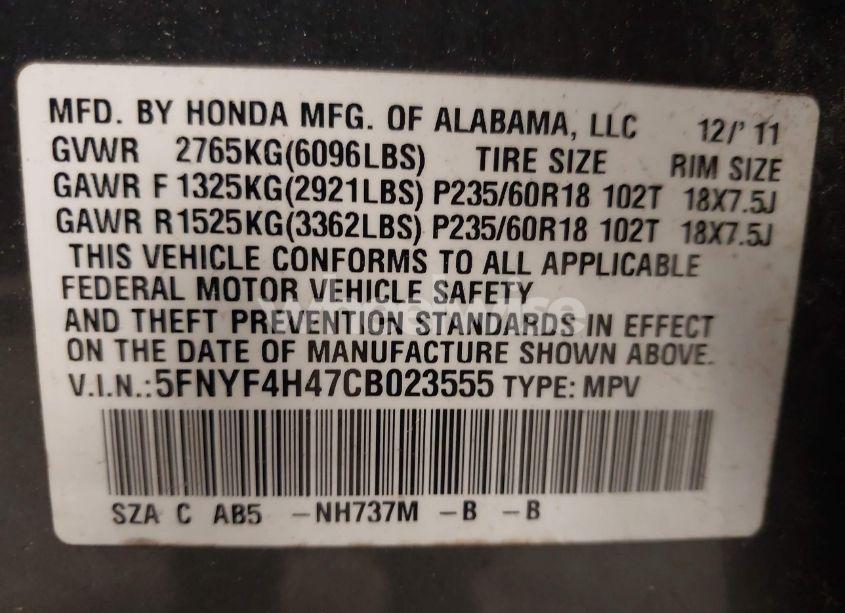 MFD. BY HONDA MFG. OF ALABAMA, LLC 12/' 11
GVWR 2765KG(6096LBS) TIRE SIZE RIM SIZE
GAWR F 1325KG(2921LBS) P235/60R18 102T 18X7.5J
GAWR R1525KG(3362LBS) P235/60R18 102T 18X7.5J
THIS VEHICLE CONFORMS TO ALL APPLICABLE
FEDERAL MOTOR VEHICLE SAFETY
AND THEFT PREVENTION STANDARDS IN EFFECT
ON THE DATE OF MANUFACTURE SHOWN ABOVE.
V.I.N.:5FNYF4H47CB023555 TYPE: MPV
SZA C AB5 -NH737M -B -B